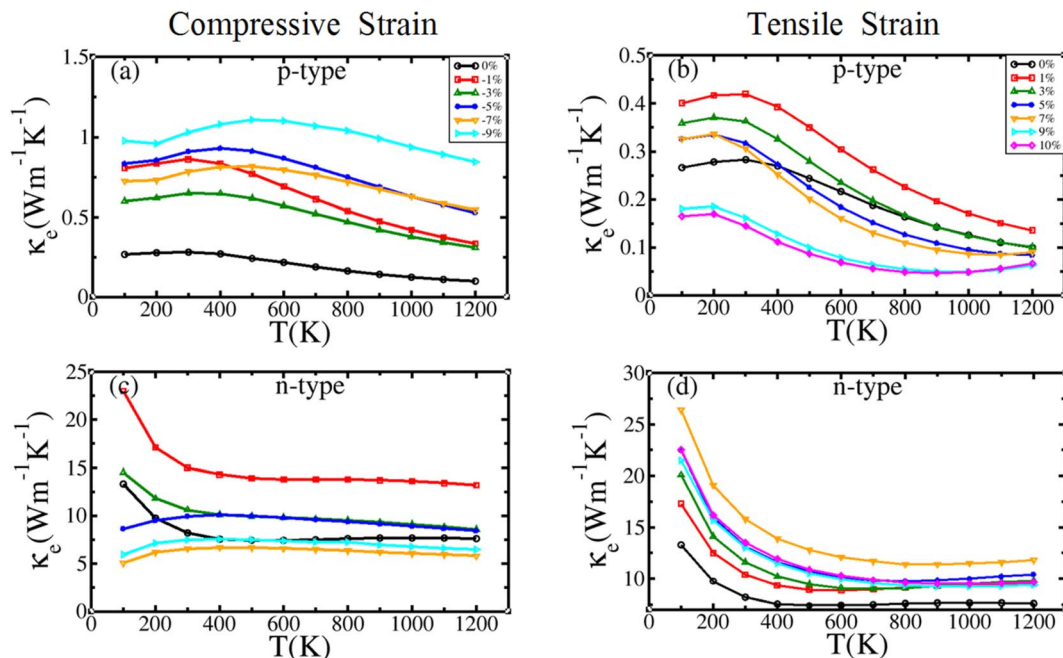 Compressive Strain
Tensile Strain
(a)
p-type
0%
-1%
-3%
-5%
-7%
-9%
κe(Wm⁻¹K⁻¹)
1.5
1
0.5
0
0 200 400 600 800 1000 1200
T(K)
(b)
p-type
0%
1%
3%
5%
7%
9%
10%
κe(Wm⁻¹K⁻¹)
0.5
0.4
0.3
0.2
0.1
0
0 200 400 600 800 1000 1200
T(K)
(c)
n-type
κe(Wm⁻¹K⁻¹)
25
20
15
10
5
0
0 200 400 600 800 1000 1200
T(K)
(d)
n-type
κe(Wm⁻¹K⁻¹)
30
25
20
15
10
0 200 400 600 800 1000 1200
T(K)